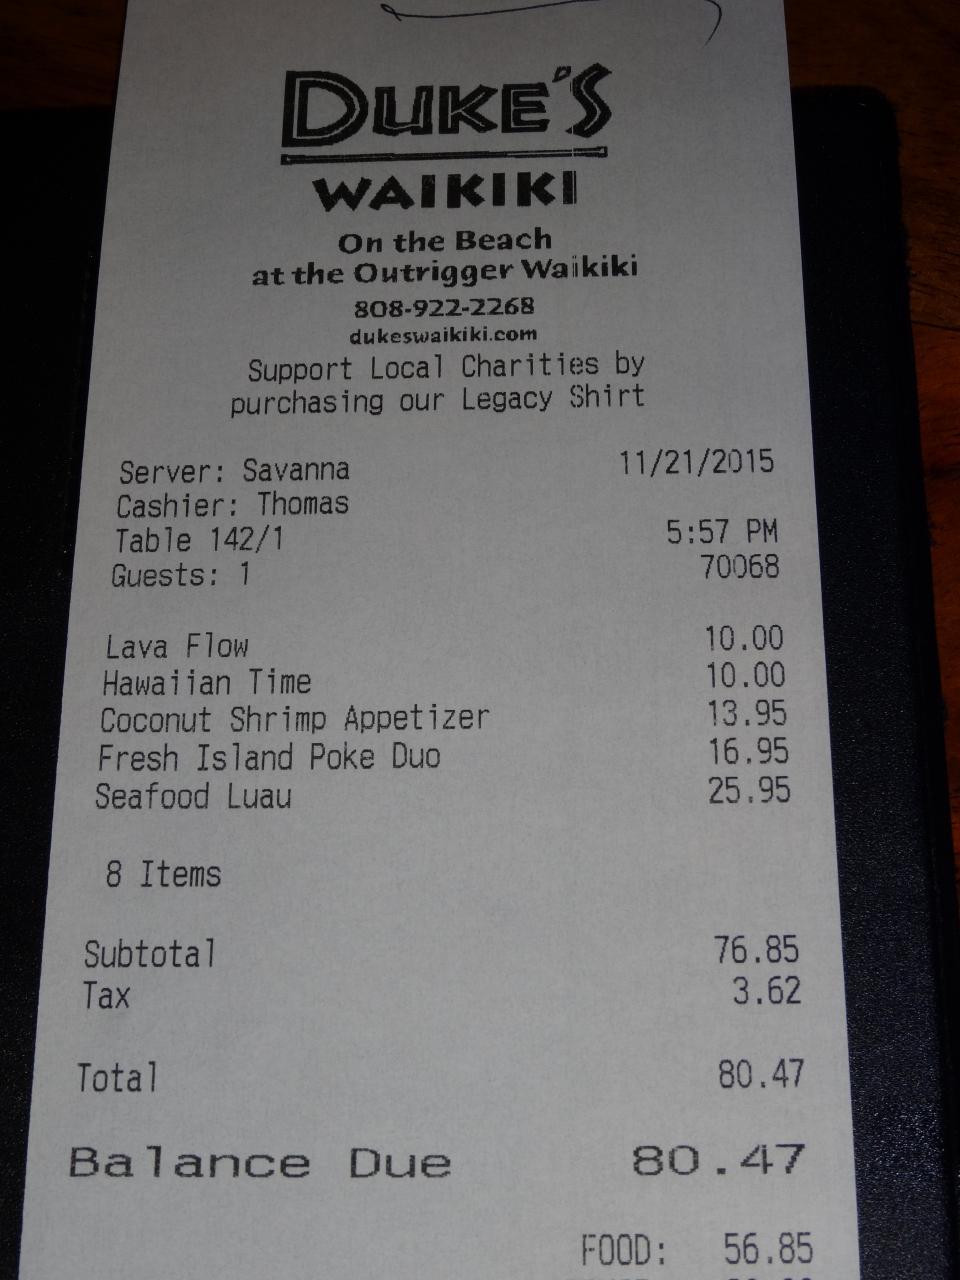 DUKE'S
WAIKIKI
On the Beach
at the Outrigger Waikiki
808-922-2268
dukeswaikiki.com
Support Local Charities by
purchasing our Legacy Shirt
Server: Savanna 11/21/2015
Cashier: Thomas
Table 142/1 5:57 PM
Guests: 1 70068
Lava Flow 10.00
Hawaiian Time 10.00
Coconut Shrimp Appetizer 13.95
Fresh Island Poke Duo 16.95
Seafood Luau 25.95
8 Items
Subtotal 76.85
Tax 3.62
Total 80.47
Balance Due 80.47
FOOD: 56.85